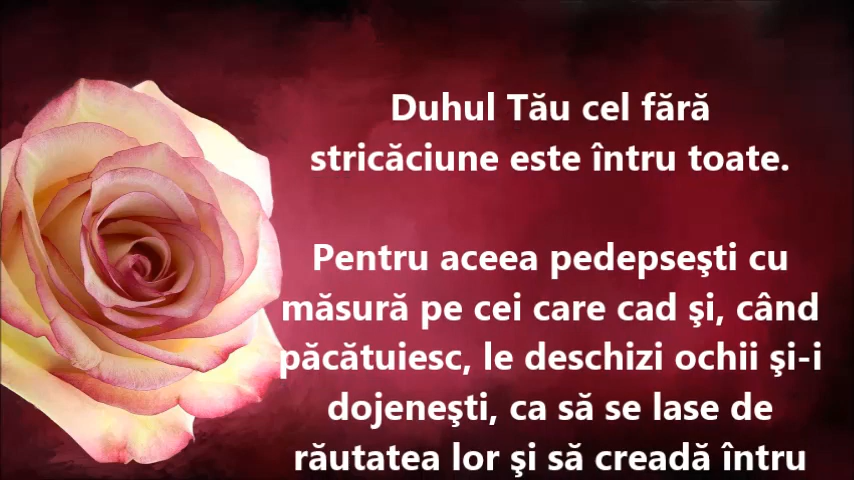 Duhul Tău cel fără
stricăciune este întru toate.
Pentru aceea pedepseşti cu
măsură pe cei care cad şi, când
păcătuiesc, le deschizi ochii şi-i
dojeneşti, ca să se lase de
răutatea lor şi să creadă întru